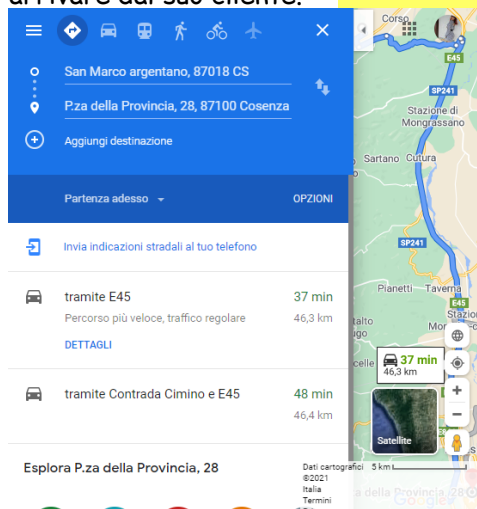 arrivare dal suo cliente.
San Marco argentano, 87018 CS
P.za della Provincia, 28, 87100 Cosenza
Aggiungi destinazione
Partenza adesso
OPZIONI
Invia indicazioni stradali al tuo telefono
tramite E45
37 min
Percorso più veloce, traffico regolare
46,3 km
DETTAGLI
tramite Contrada Cimino e E45
48 min
46,4 km
Esplora P.za della Provincia, 28
Corso
E45
SP241
Stazione di
Mongrassano
Sartano
Cutura
SP241
Pianetti
Taverna
E45
37 min
46,3 km
Satellite
Dati cartografici
©2021
Italia
Termini
5 km